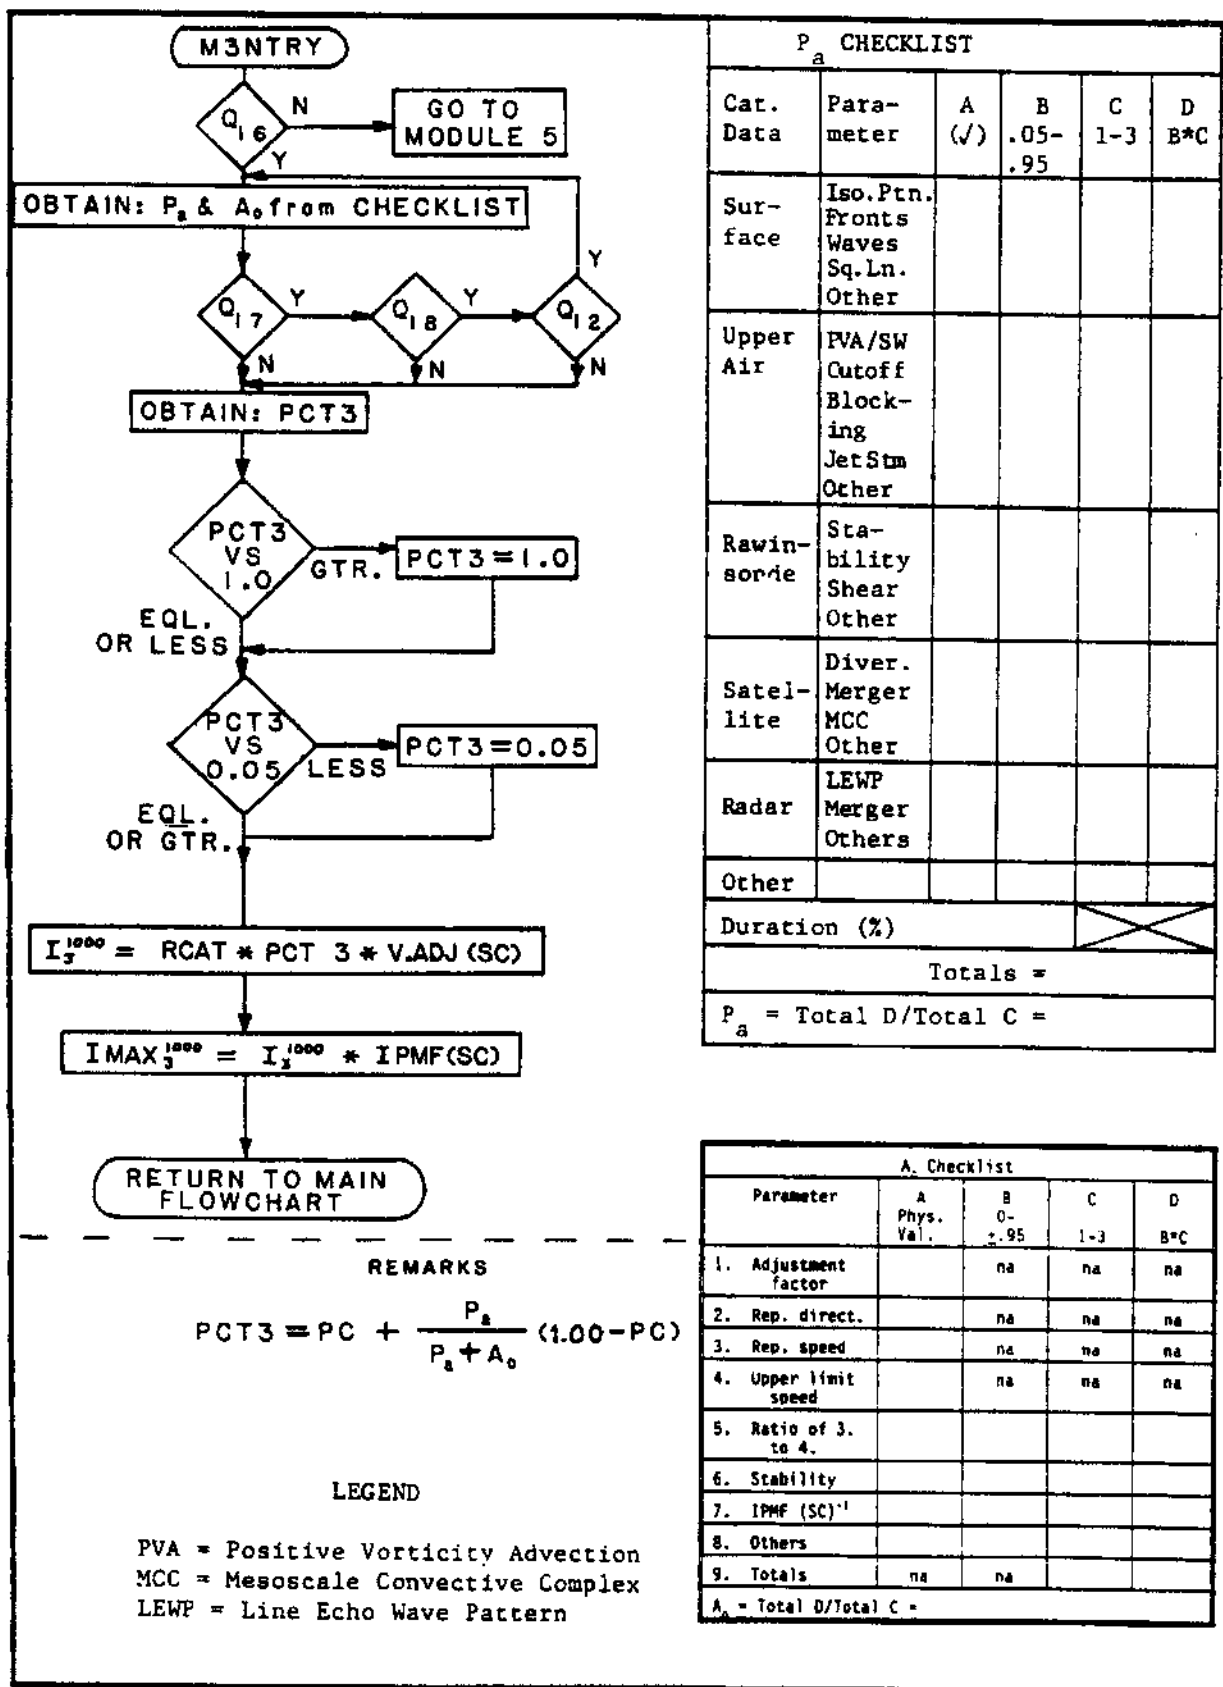 M3NTRY
Q16
N
GO TO
MODULE 5
Y
OBTAIN: Pa & Ao from CHECKLIST
Y
Q17
Y
Q18
Y
Q12
N
N
N
OBTAIN: PCT3
PCT3
VS
1.0
GTR.
PCT3=1.0
EQL.
OR LESS
PCT3
VS
0.05
LESS
PCT3=0.05
EQL.
OR GTR.
I3^1000 = RCAT * PCT 3 * V.ADJ (SC)
IMAX3^1000 = I3^1000 * IPMF(SC)
RETURN TO MAIN
FLOWCHART
REMARKS
PCT3 = PC + Pa / (Pa + Ao) (1.00-PC)
LEGEND
PVA = Positive Vorticity Advection
MCC = Mesoscale Convective Complex
LEWP = Line Echo Wave Pattern
Pa CHECKLIST
Cat. Para- A B C D
Data meter (√) .05- 1-3 B*C
.95
Sur-
face
Iso.Ptn.
Fronts
Waves
Sq.Ln.
Other
Upper
Air
PVA/SW
Cutoff
Block-
ing
JetStm
Other
Rawin-
sonde
Sta-
bility
Shear
Other
Satel-
lite
Diver.
Merger
MCC
Other
Radar
LEWP
Merger
Others
Other
Duration (%)
Totals =
Pa = Total D/Total C =
Ao Checklist
Parameter A B C D
Phys. 0-
Val. ±.95 1-3 B*C
1. Adjustment
factor
na na na
2. Rep. direct. na na na
3. Rep. speed na na na
4. Upper limit
speed
na na na
5. Ratio of 3.
to 4.
6. Stability
7. IPMF (SC)-1
8. Others
9. Totals na na
Ao = Total D/Total C =